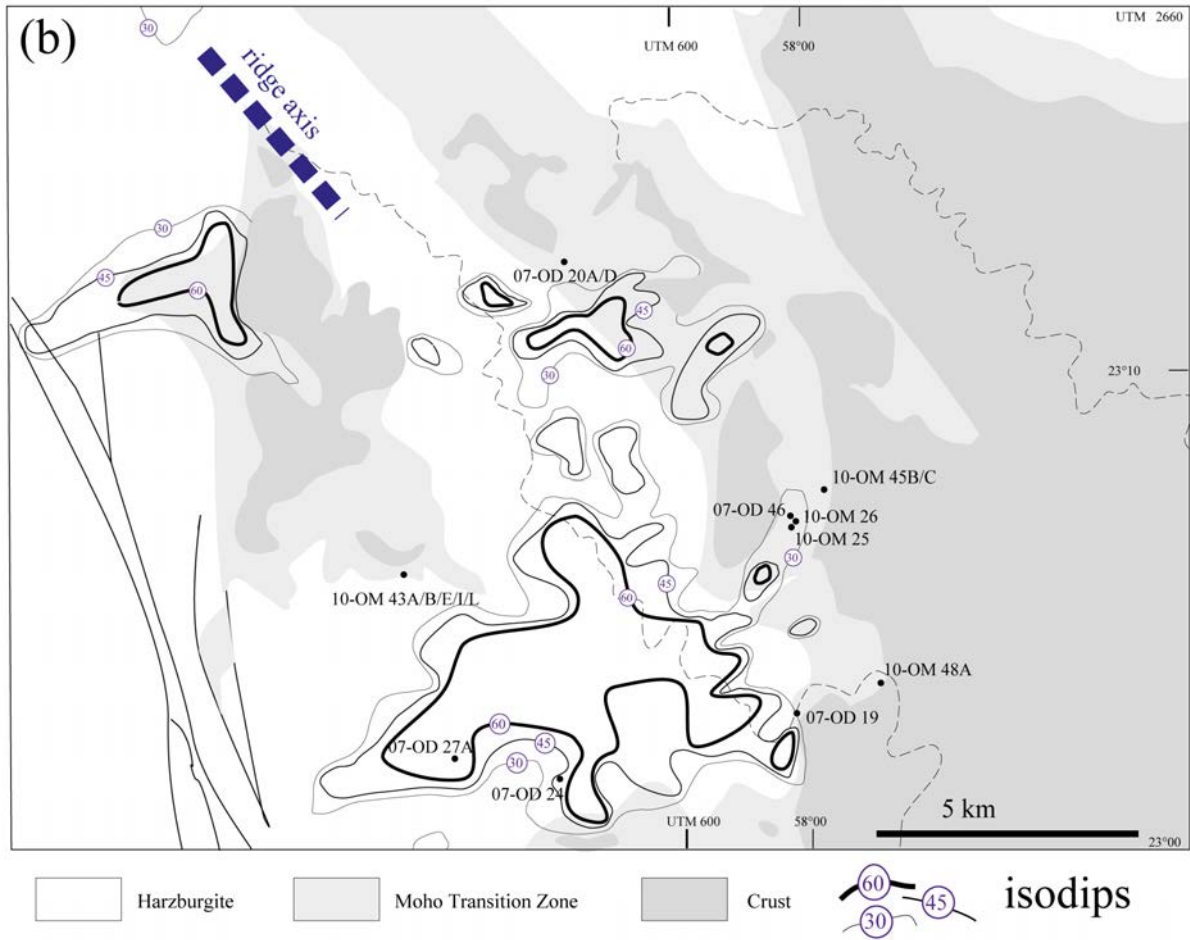 (b)
30
UTM 600
58°00
UTM 2660
ridge axis
30
45
60
07-OD 20A/D
45
60
30
23°10
10-OM 45B/C
07-OD 46
10-OM 26
10-OM 25
30
10-OM 43A/B/E/I/L
60
45
10-OM 48A
07-OD 19
60
45
30
07-OD 27A
07-OD 24
UTM 600
58°00
5 km
23°00
Harzburgite
Moho Transition Zone
Crust
60
45
30
isodips